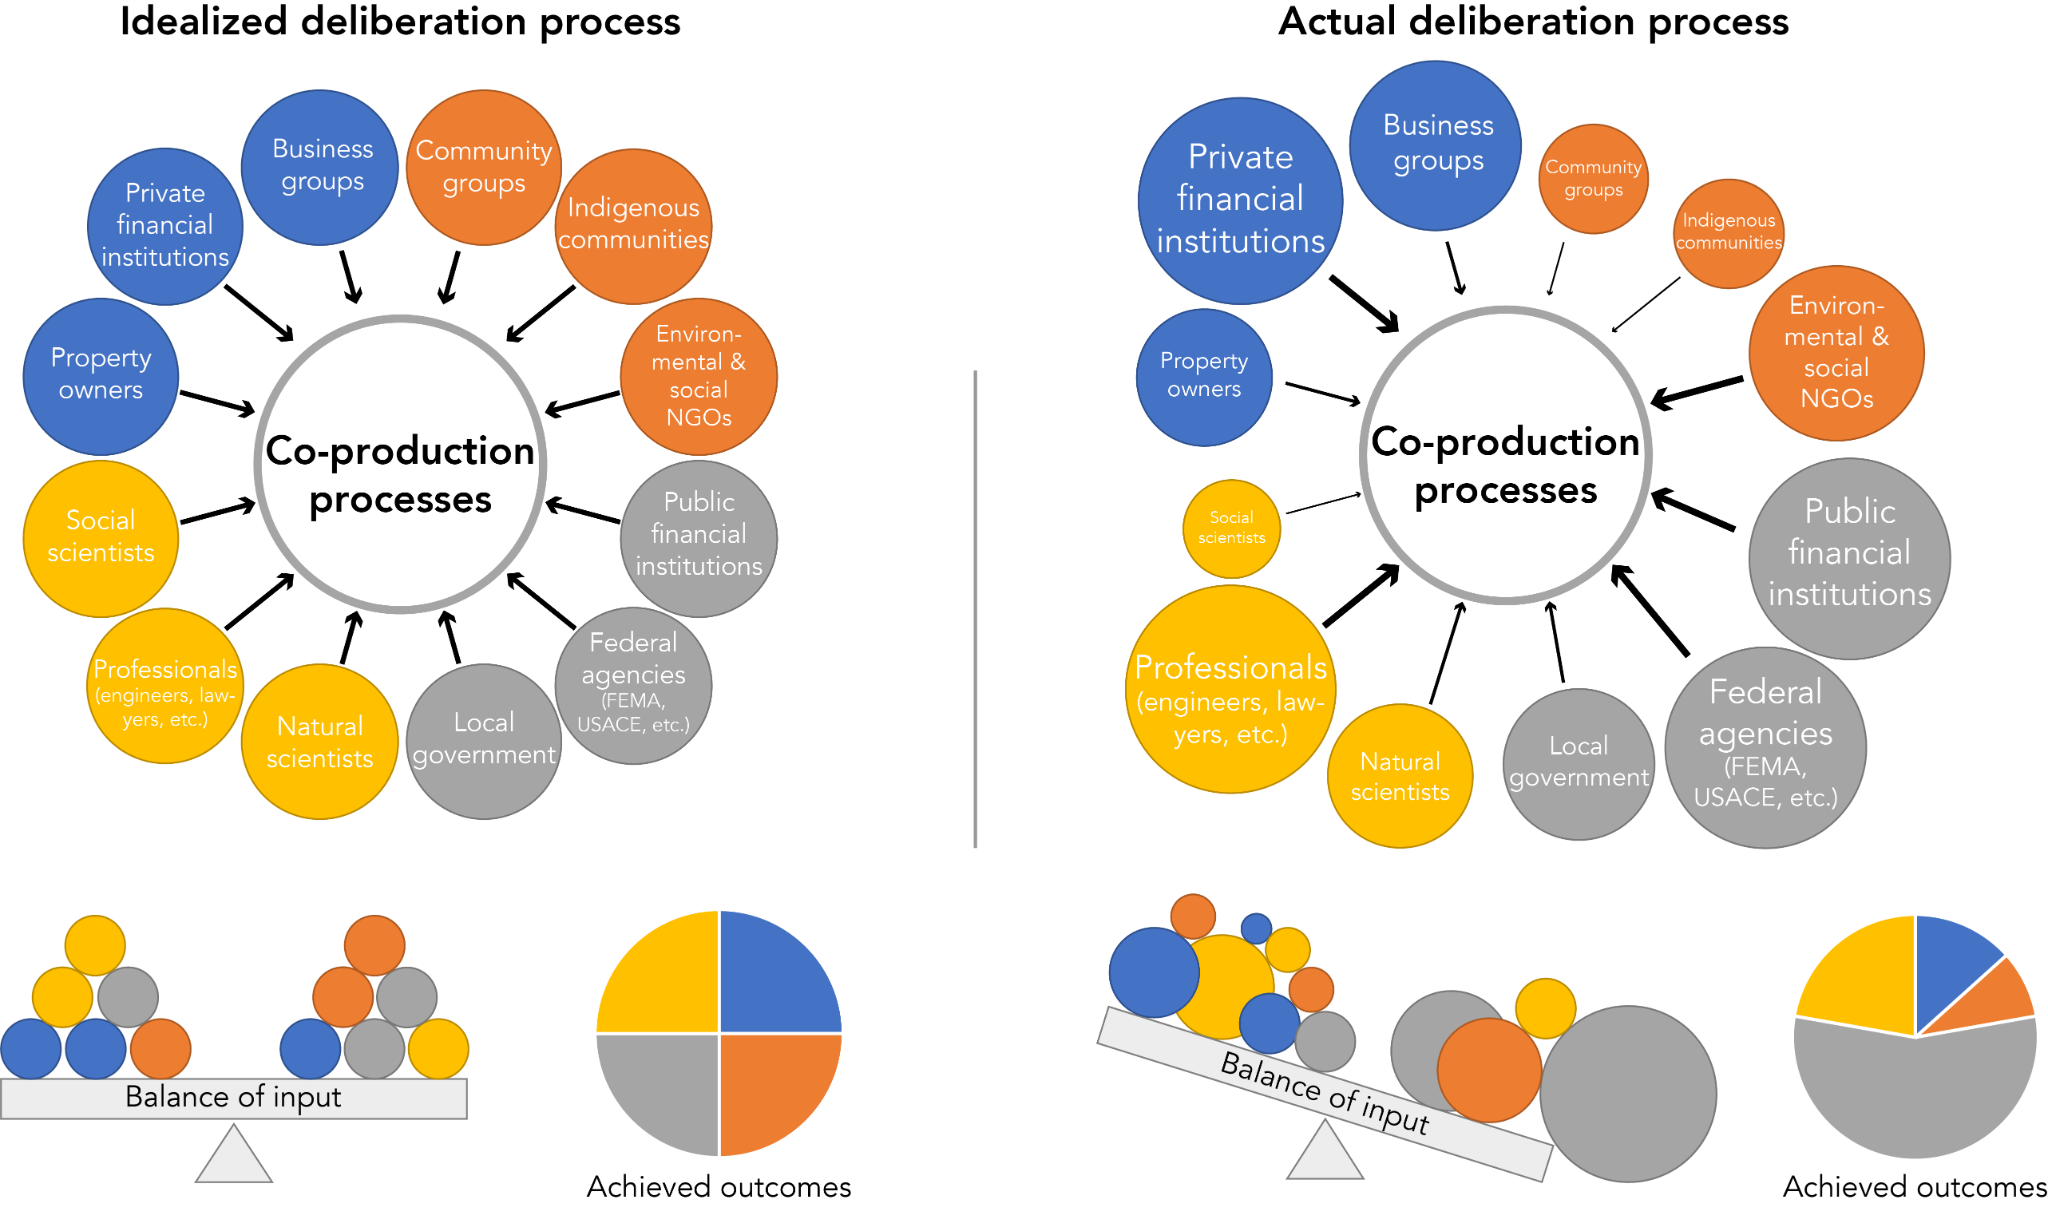 Idealized deliberation process
Business
groups
Community
groups
Private
financial
institutions
Indigenous
communities
Property
owners
Environ-
mental &
social
NGOs
Co-production
processes
Social
scientists
Public
financial
institutions
Professionals
(engineers, law-
yers, etc.)
Natural
scientists
Local
government
Federal
agencies
(FEMA,
USACE, etc.)
Balance of input
Achieved outcomes
Actual deliberation process
Private
financial
institutions
Business
groups
Community
groups
Indigenous
communities
Property
owners
Environ-
mental &
social
NGOs
Co-production
processes
Social
scientists
Public
financial
institutions
Professionals
(engineers, law-
yers, etc.)
Natural
scientists
Local
government
Federal
agencies
(FEMA,
USACE, etc.)
Balance of input
Achieved outcomes